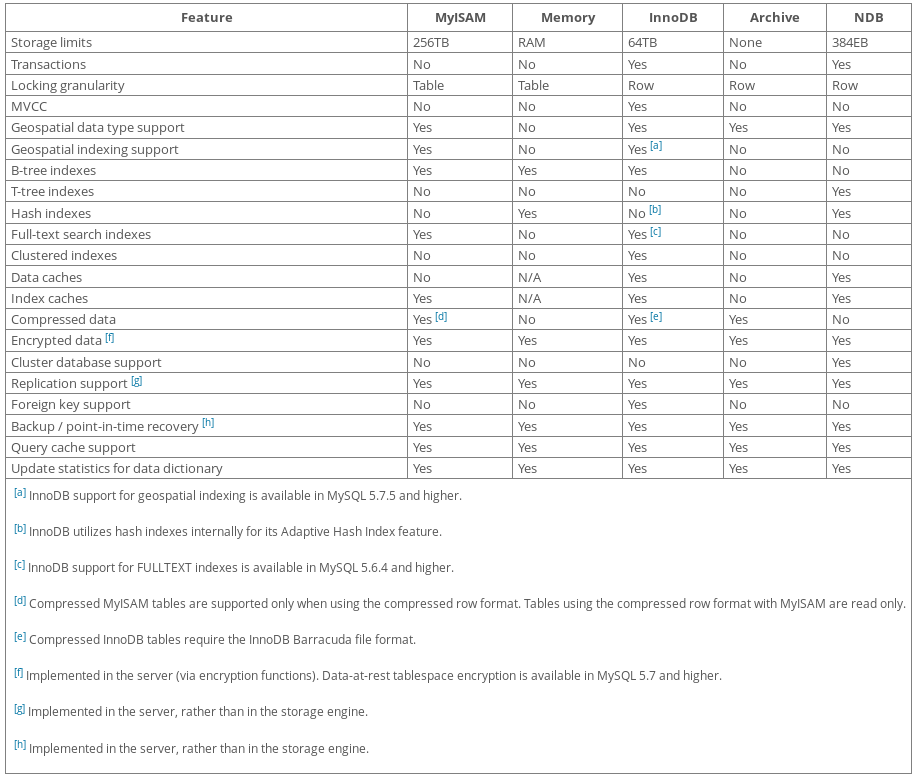 Feature MyISAM Memory InnoDB Archive NDB
Storage limits 256TB RAM 64TB None 384EB
Transactions No No Yes No Yes
Locking granularity Table Table Row Row Row
MVCC No No Yes No No
Geospatial data type support Yes No Yes Yes Yes
Geospatial indexing support Yes No Yes [a] No No
B-tree indexes Yes Yes Yes No No
T-tree indexes No No No No Yes
Hash indexes No Yes No [b] No Yes
Full-text search indexes Yes No Yes [c] No No
Clustered indexes No No Yes No No
Data caches No N/A Yes No Yes
Index caches Yes N/A Yes No Yes
Compressed data Yes [d] No Yes [e] Yes No
Encrypted data [f] Yes Yes Yes Yes Yes
Cluster database support No No No No Yes
Replication support [g] Yes Yes Yes Yes Yes
Foreign key support No No Yes No No
Backup / point-in-time recovery [h] Yes Yes Yes Yes Yes
Query cache support Yes Yes Yes Yes Yes
Update statistics for data dictionary Yes Yes Yes Yes Yes
[a] InnoDB support for geospatial indexing is available in MySQL 5.7.5 and higher.
[b] InnoDB utilizes hash indexes internally for its Adaptive Hash Index feature.
[c] InnoDB support for FULLTEXT indexes is available in MySQL 5.6.4 and higher.
[d] Compressed MyISAM tables are supported only when using the compressed row format. Tables using the compressed row format with MyISAM are read only.
[e] Compressed InnoDB tables require the InnoDB Barracuda file format.
[f] Implemented in the server (via encryption functions). Data-at-rest tablespace encryption is available in MySQL 5.7 and higher.
[g] Implemented in the server, rather than in the storage engine.
[h] Implemented in the server, rather than in the storage engine.